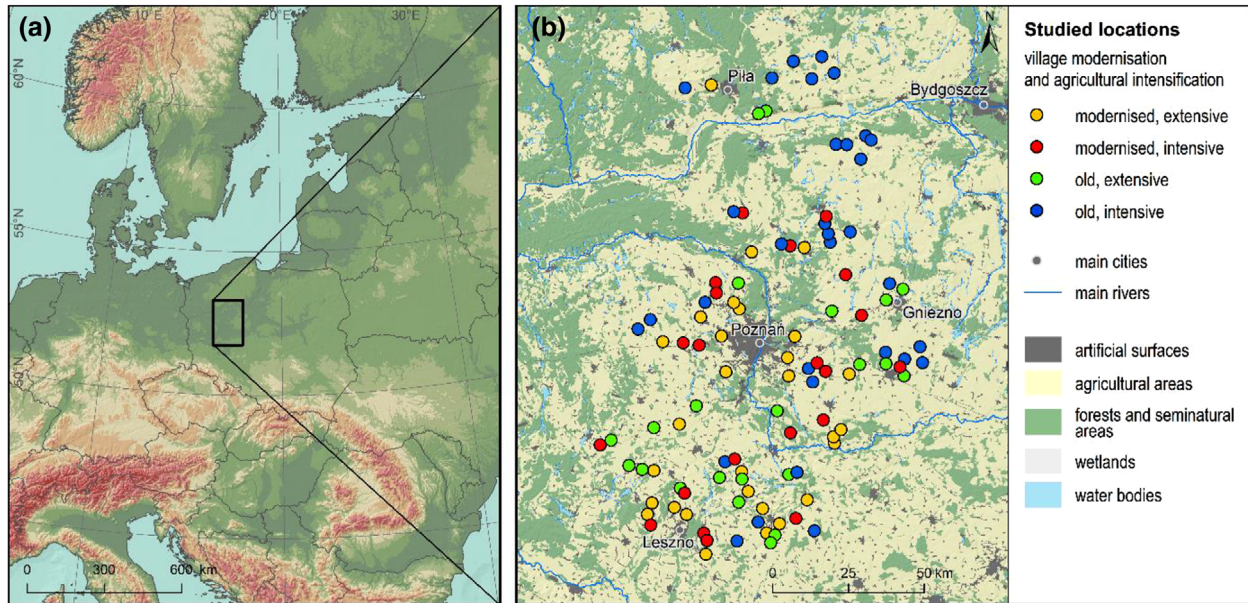 (a)
10°E
20°E
30°E
60°N
55°N
50°N
0 300 600 km
(b)
N
Piła
Bydgoszcz
Gniezno
Poznań
Leszno
0 25 50 km
Studied locations
village modernisation
and agricultural intensification
modernised, extensive
modernised, intensive
old, extensive
old, intensive
main cities
main rivers
artificial surfaces
agricultural areas
forests and seminatural
areas
wetlands
water bodies